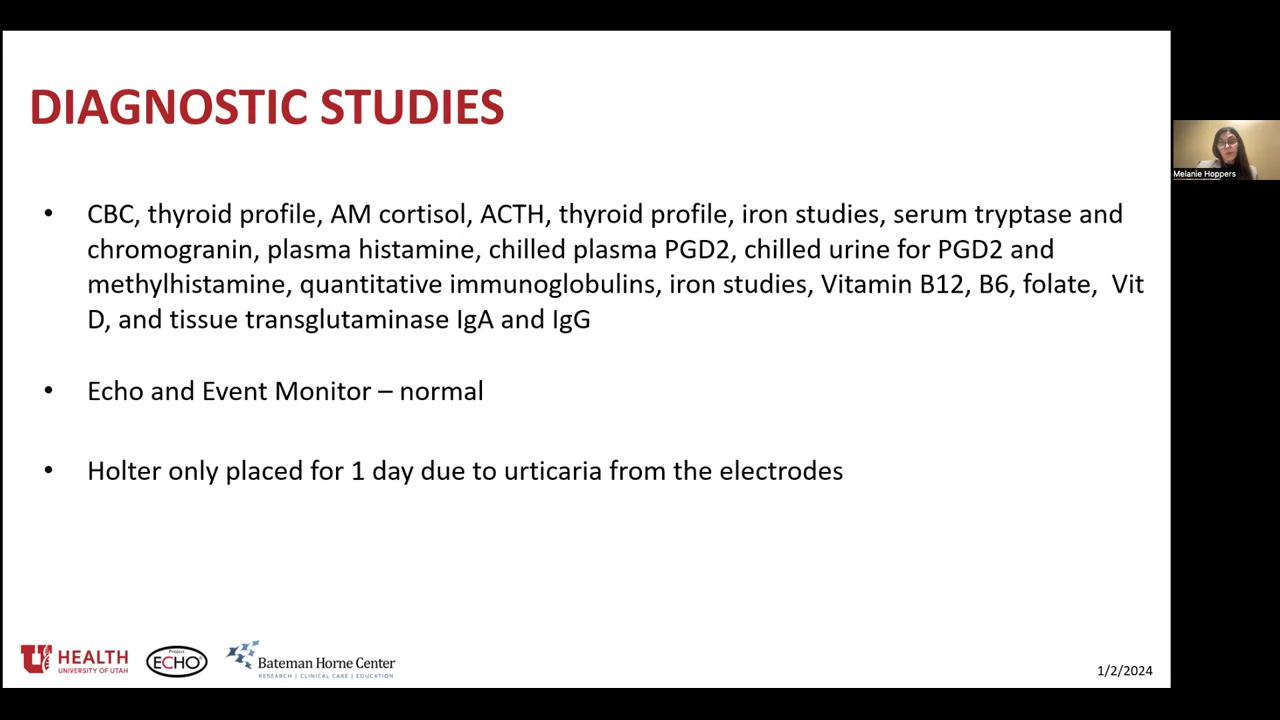 DIAGNOSTIC STUDIES
• CBC, thyroid profile, AM cortisol, ACTH, thyroid profile, iron studies, serum tryptase and
chromogranin, plasma histamine, chilled plasma PGD2, chilled urine for PGD2 and
methylhistamine, quantitative immunoglobulins, iron studies, Vitamin B12, B6, folate,  Vit
D, and tissue transglutaminase IgA and IgG
• Echo and Event Monitor – normal
• Holter only placed for 1 day due to urticaria from the electrodes
Melanie Hoppers
U HEALTH
UNIVERSITY OF UTAH
Project
ECHO
Bateman Horne Center
RESEARCH | CLINICAL CARE | EDUCATION
1/2/2024